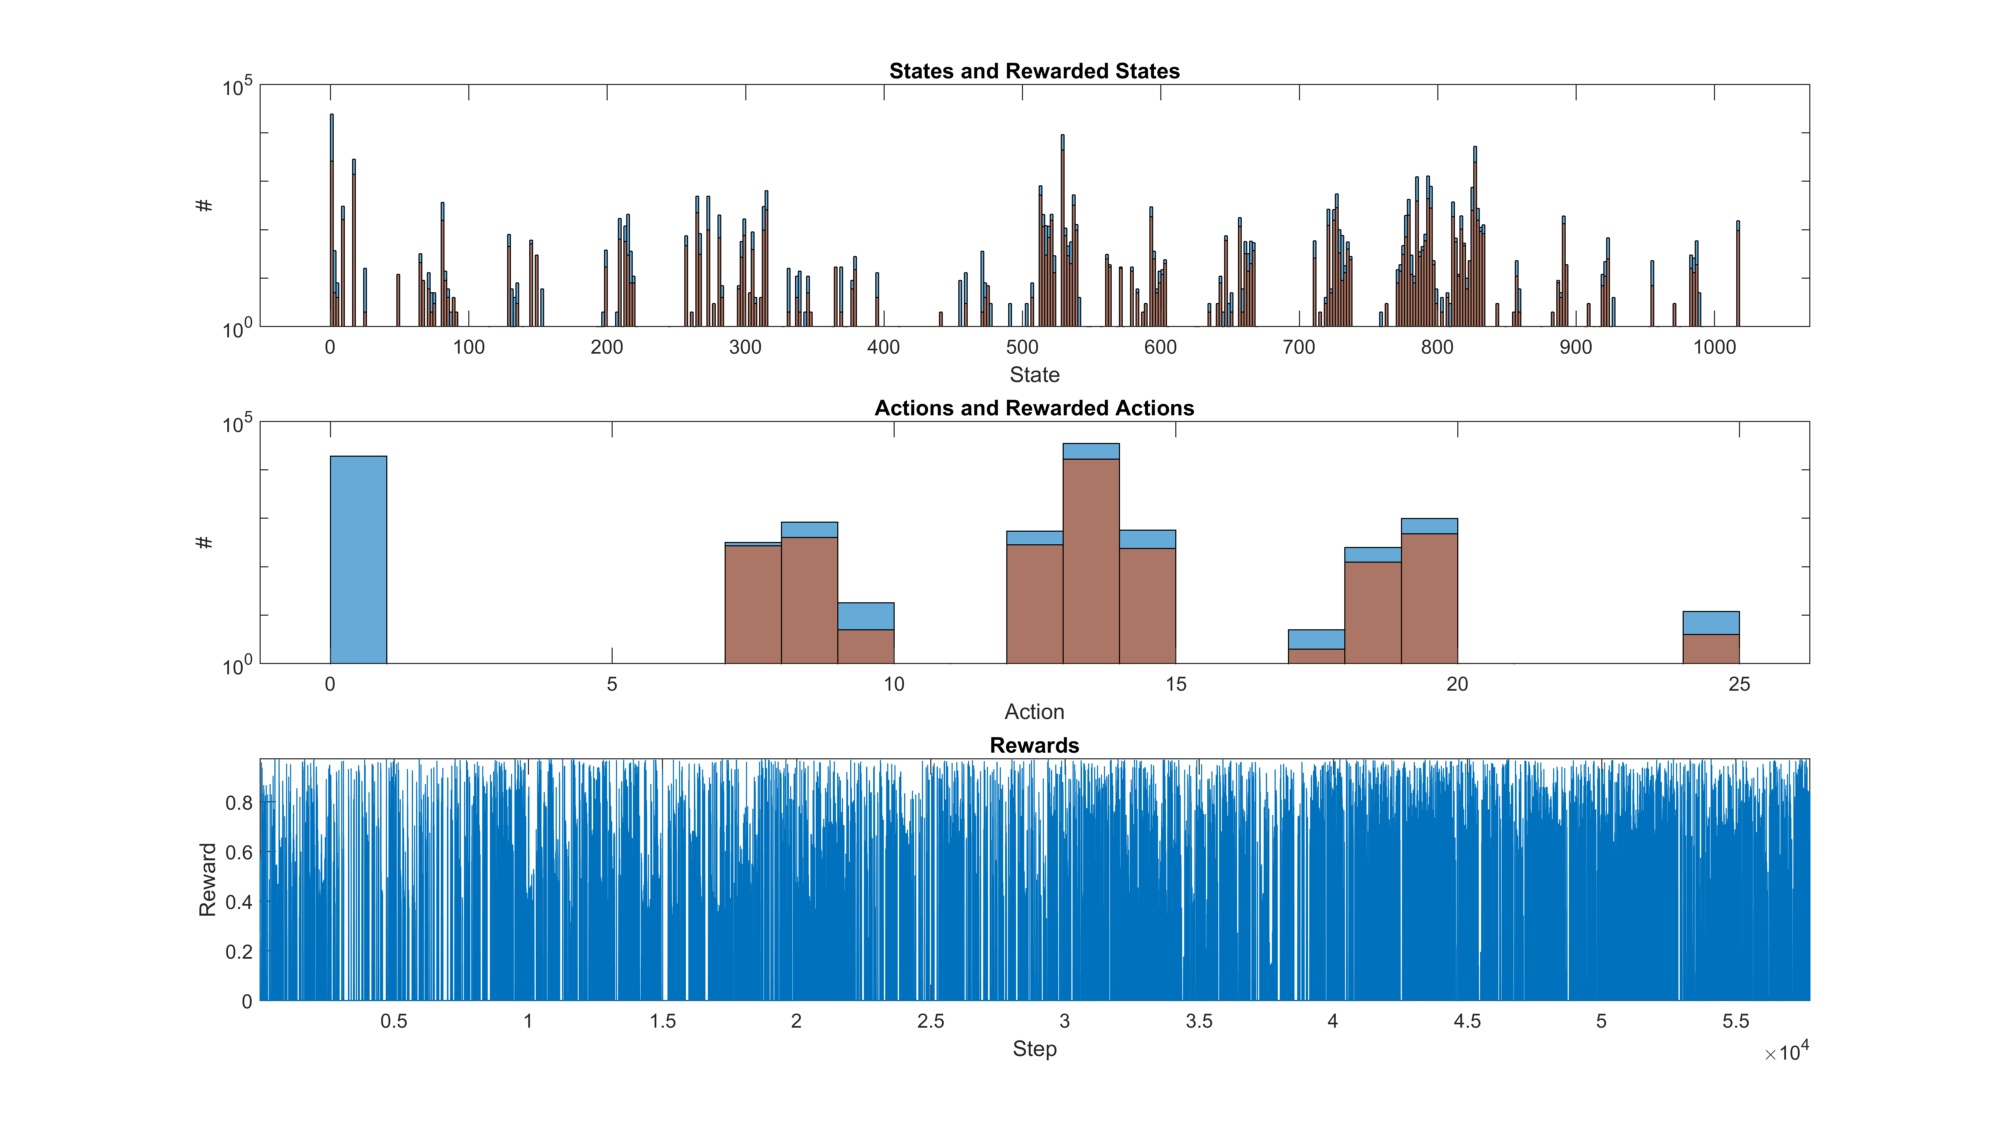 States and Rewarded States
10^5
#
10^0
0 100 200 300 400 500 600 700 800 900 1000
State
Actions and Rewarded Actions
10^5
#
10^0
0 5 10 15 20 25
Action
Rewards
0.8
0.6
0.4
0.2
0
Reward
0.5 1 1.5 2 2.5 3 3.5 4 4.5 5 5.5
Step
×10^4